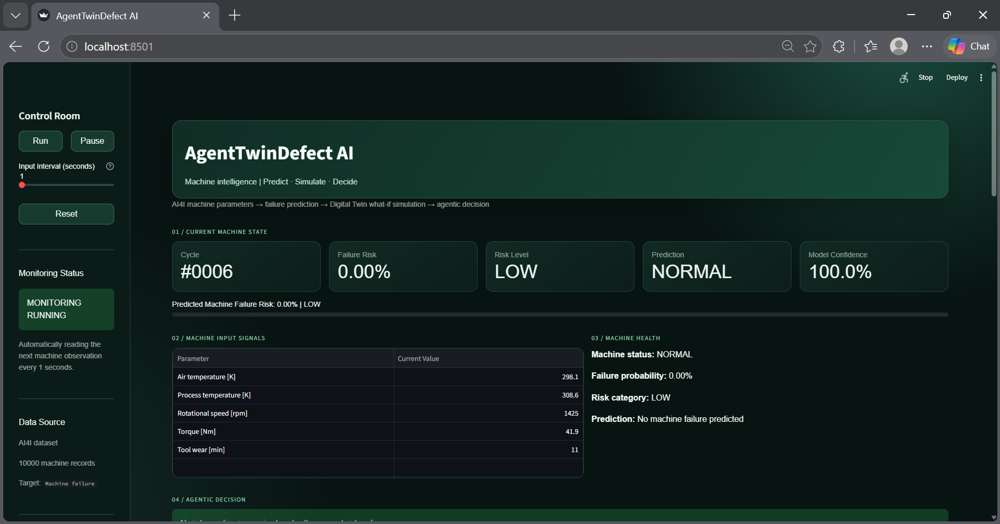 AgentTwinDefect AI
localhost:8501
Chat
Stop
Deploy
Control Room
Run
Pause
Input interval (seconds)
1
Reset
Monitoring Status
MONITORING
RUNNING
Automatically reading the
next machine observation
every 1 seconds.
Data Source
AI4I dataset
10000 machine records
Target: Machine failure
AgentTwinDefect AI
Machine intelligence | Predict · Simulate · Decide
AI4I machine parameters → failure prediction → Digital Twin what-if simulation → agentic decision
01 / CURRENT MACHINE STATE
Cycle
#0006
Failure Risk
0.00%
Risk Level
LOW
Prediction
NORMAL
Model Confidence
100.0%
Predicted Machine Failure Risk: 0.00% | LOW
02 / MACHINE INPUT SIGNALS
Parameter Current Value
Air temperature [K] 298.1
Process temperature [K] 308.6
Rotational speed [rpm] 1425
Torque [Nm] 41.9
Tool wear [min] 11
03 / MACHINE HEALTH
Machine status: NORMAL
Failure probability: 0.00%
Risk category: LOW
Prediction: No machine failure predicted
04 / AGENTIC DECISION